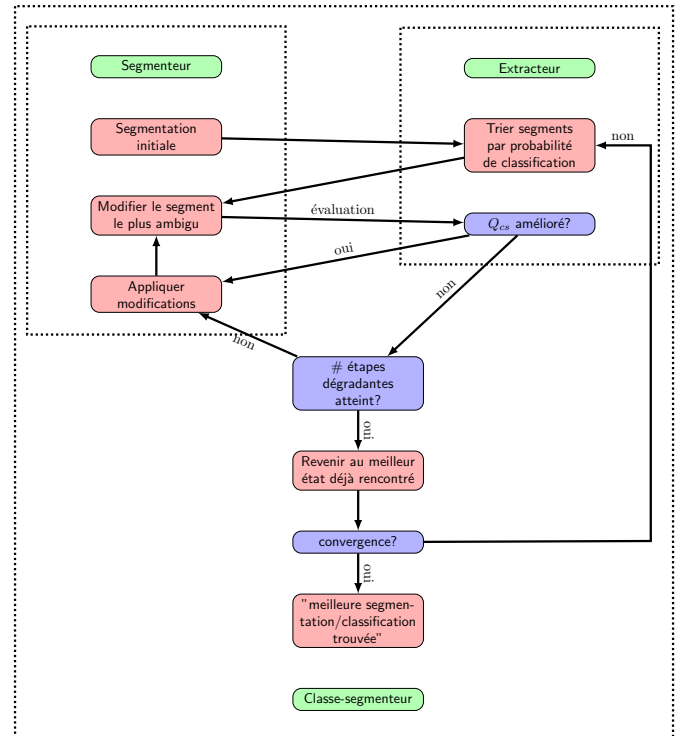 Segmenteur
Extracteur
Segmentation
initiale
Trier segments
par probabilité
de classification
non
Modifier le segment
le plus ambigu
évaluation
Q_cs amélioré?
oui
Appliquer
modifications
non
non
# étapes
dégradantes
atteint?
oui
Revenir au meilleur
état déjà rencontré
convergence?
oui
"meilleure segmen-
tation/classification
trouvée"
Classe-segmenteur